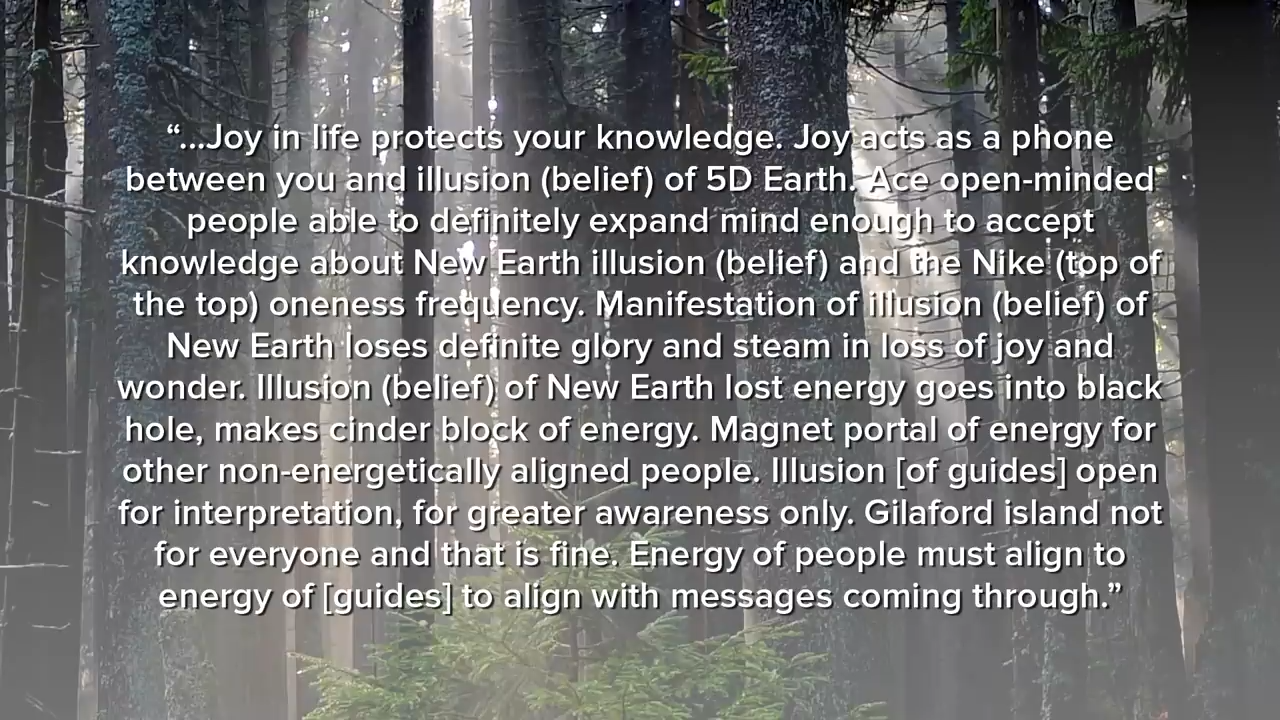 “...Joy in life protects your knowledge. Joy acts as a phone
between you and illusion (belief) of 5D Earth. Ace open-minded
people able to definitely expand mind enough to accept
knowledge about New Earth illusion (belief) and the Nike (top of
the top) oneness frequency. Manifestation of illusion (belief) of
New Earth loses definite glory and steam in loss of joy and
wonder. Illusion (belief) of New Earth lost energy goes into black
hole, makes cinder block of energy. Magnet portal of energy for
other non-energetically aligned people. Illusion [of guides] open
for interpretation, for greater awareness only. Gilaford island not
for everyone and that is fine. Energy of people must align to
energy of [guides] to align with messages coming through.”